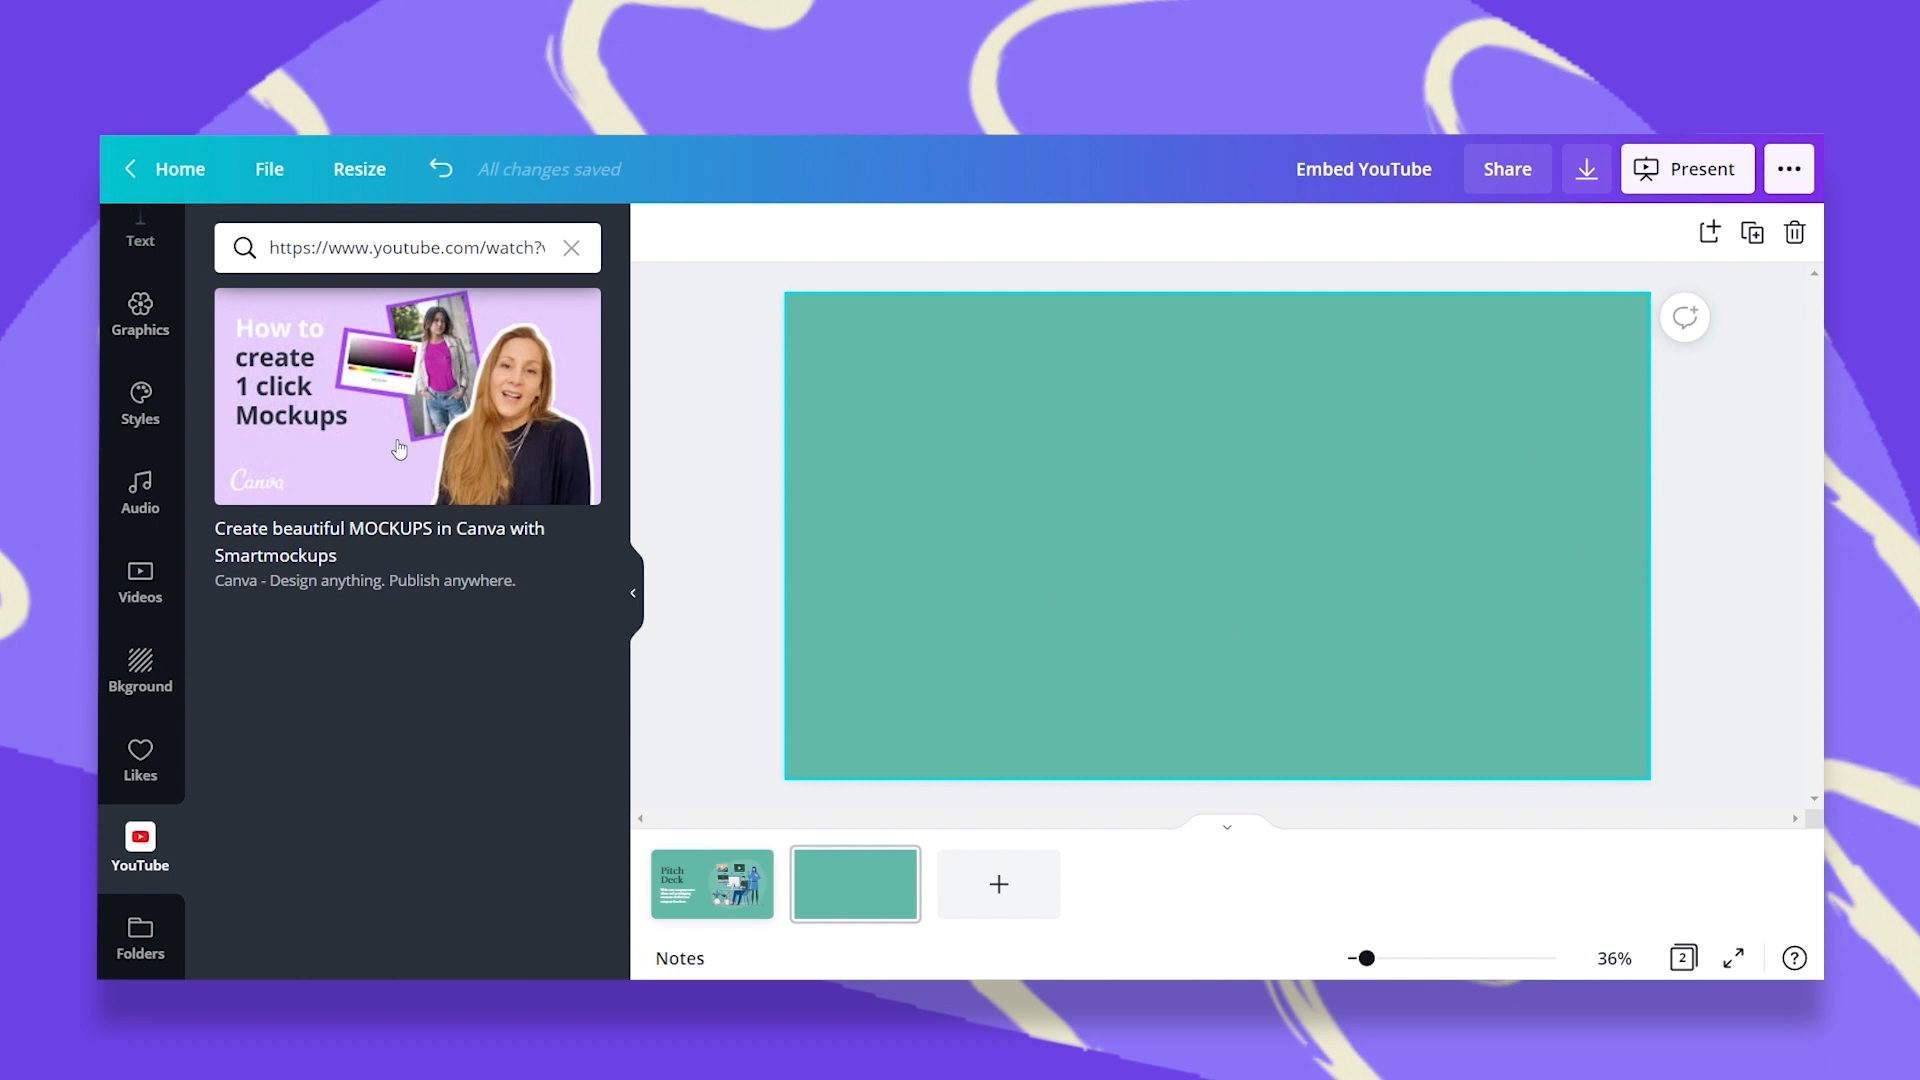 Home File Resize All changes saved Embed YouTube Share Present
Text
Graphics
Styles
Audio
Videos
Bkground
Likes
YouTube
Folders
https://www.youtube.com/watch?v
How to
create
1 click
Mockups
Canva
Create beautiful MOCKUPS in Canva with
Smartmockups
Canva - Design anything. Publish anywhere.
Pitch
Deck
Notes 36% 2 ?